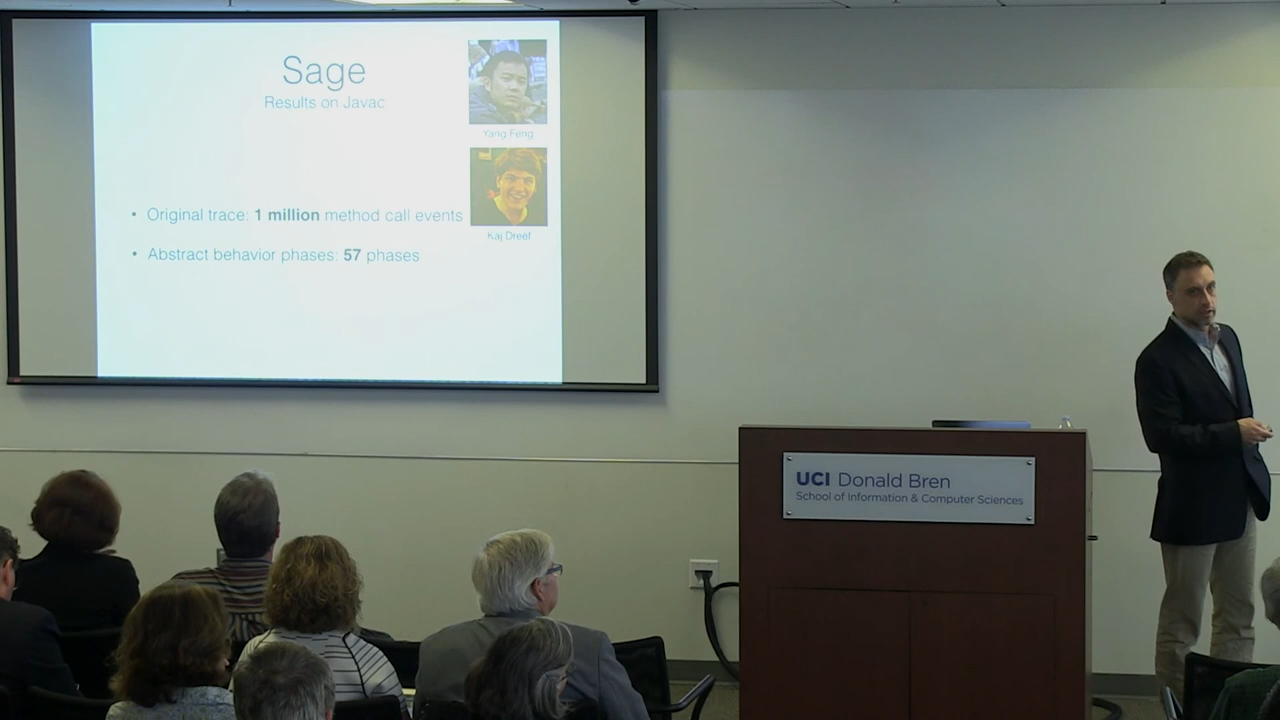 Sage
Results on Javac
Yang Feng
Kaj Dreef
• Original trace: 1 million method call events
• Abstract behavior phases: 57 phases
UCI Donald Bren
School of Information & Computer Sciences